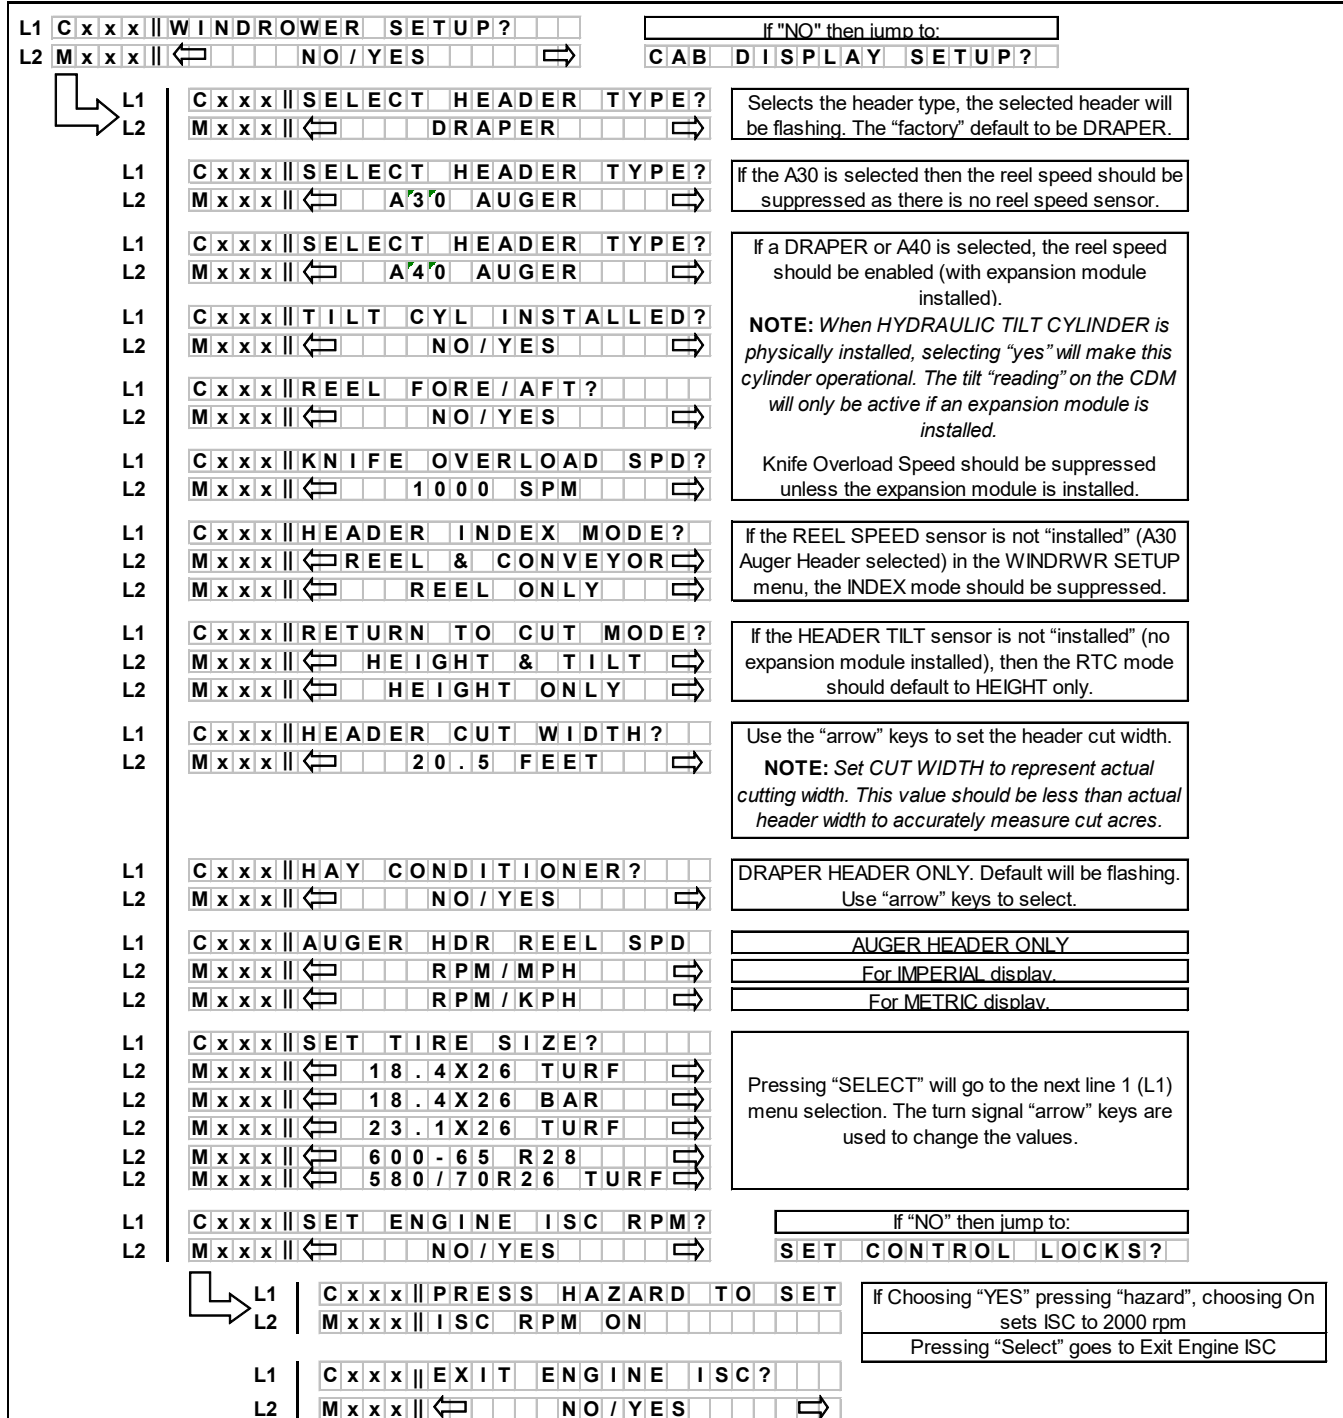 L1 Cxxx||WINDROWER SETUP? If "NO" then jump to:
L2 Mxxx|| NO/YES CAB DISPLAY SETUP?
L1 Cxxx||SELECT HEADER TYPE?
L2 Mxxx|| DRAPER
Selects the header type, the selected header will
be flashing. The “factory” default to be DRAPER.
L1 Cxxx||SELECT HEADER TYPE?
L2 Mxxx|| A30 AUGER
If the A30 is selected then the reel speed should be
suppressed as there is no reel speed sensor.
L1 Cxxx||SELECT HEADER TYPE?
L2 Mxxx|| A40 AUGER
L1 Cxxx||TILT CYL INSTALLED?
L2 Mxxx|| NO/YES
L1 Cxxx||REEL FORE/AFT?
L2 Mxxx|| NO/YES
L1 Cxxx||KNIFE OVERLOAD SPD?
L2 Mxxx|| 1000 SPM
If a DRAPER or A40 is selected, the reel speed
should be enabled (with expansion module
installed).
NOTE: When HYDRAULIC TILT CYLINDER is
physically installed, selecting “yes” will make this
cylinder operational. The tilt “reading” on the CDM
will only be active if an expansion module is
installed.
Knife Overload Speed should be suppressed
unless the expansion module is installed.
L1 Cxxx||HEADER INDEX MODE?
L2 Mxxx|| REEL & CONVEYOR
L2 Mxxx|| REEL ONLY
If the REEL SPEED sensor is not “installed” (A30
Auger Header selected) in the WINDRWR SETUP
menu, the INDEX mode should be suppressed.
L1 Cxxx||RETURN TO CUT MODE?
L2 Mxxx|| HEIGHT & TILT
L2 Mxxx|| HEIGHT ONLY
If the HEADER TILT sensor is not “installed” (no
expansion module installed), then the RTC mode
should default to HEIGHT only.
L1 Cxxx||HEADER CUT WIDTH?
L2 Mxxx|| 20.5 FEET
Use the “arrow” keys to set the header cut width.
NOTE: Set CUT WIDTH to represent actual
cutting width. This value should be less than actual
header width to accurately measure cut acres.
L1 Cxxx||HAY CONDITIONER?
L2 Mxxx|| NO/YES
DRAPER HEADER ONLY. Default will be flashing.
Use “arrow” keys to select.
L1 Cxxx||AUGER HDR REEL SPD AUGER HEADER ONLY
L2 Mxxx|| RPM/MPH For IMPERIAL display.
L2 Mxxx|| RPM/KPH For METRIC display.
L1 Cxxx||SET TIRE SIZE?
L2 Mxxx|| 18.4X26 TURF
L2 Mxxx|| 18.4X26 BAR
L2 Mxxx|| 23.1X26 TURF
L2 Mxxx|| 600-65 R28
L2 Mxxx|| 580/70R26 TURF
Pressing “SELECT” will go to the next line 1 (L1)
menu selection. The turn signal “arrow” keys are
used to change the values.
L1 Cxxx||SET ENGINE ISC RPM? If “NO” then jump to:
L2 Mxxx|| NO/YES SET CONTROL LOCKS?
L1 Cxxx||PRESS HAZARD TO SET
L2 Mxxx||ISC RPM ON
If Choosing “YES” pressing “hazard”, choosing On
sets ISC to 2000 rpm
Pressing “Select” goes to Exit Engine ISC
L1 Cxxx||EXIT ENGINE ISC?
L2 Mxxx|| NO/YES